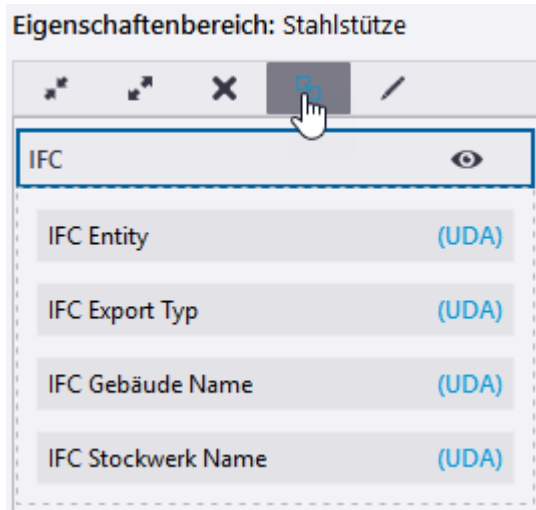 Eigenschaftenbereich: Stahlstütze
IFC
IFC Entity (UDA)
IFC Export Typ (UDA)
IFC Gebäude Name (UDA)
IFC Stockwerk Name (UDA)